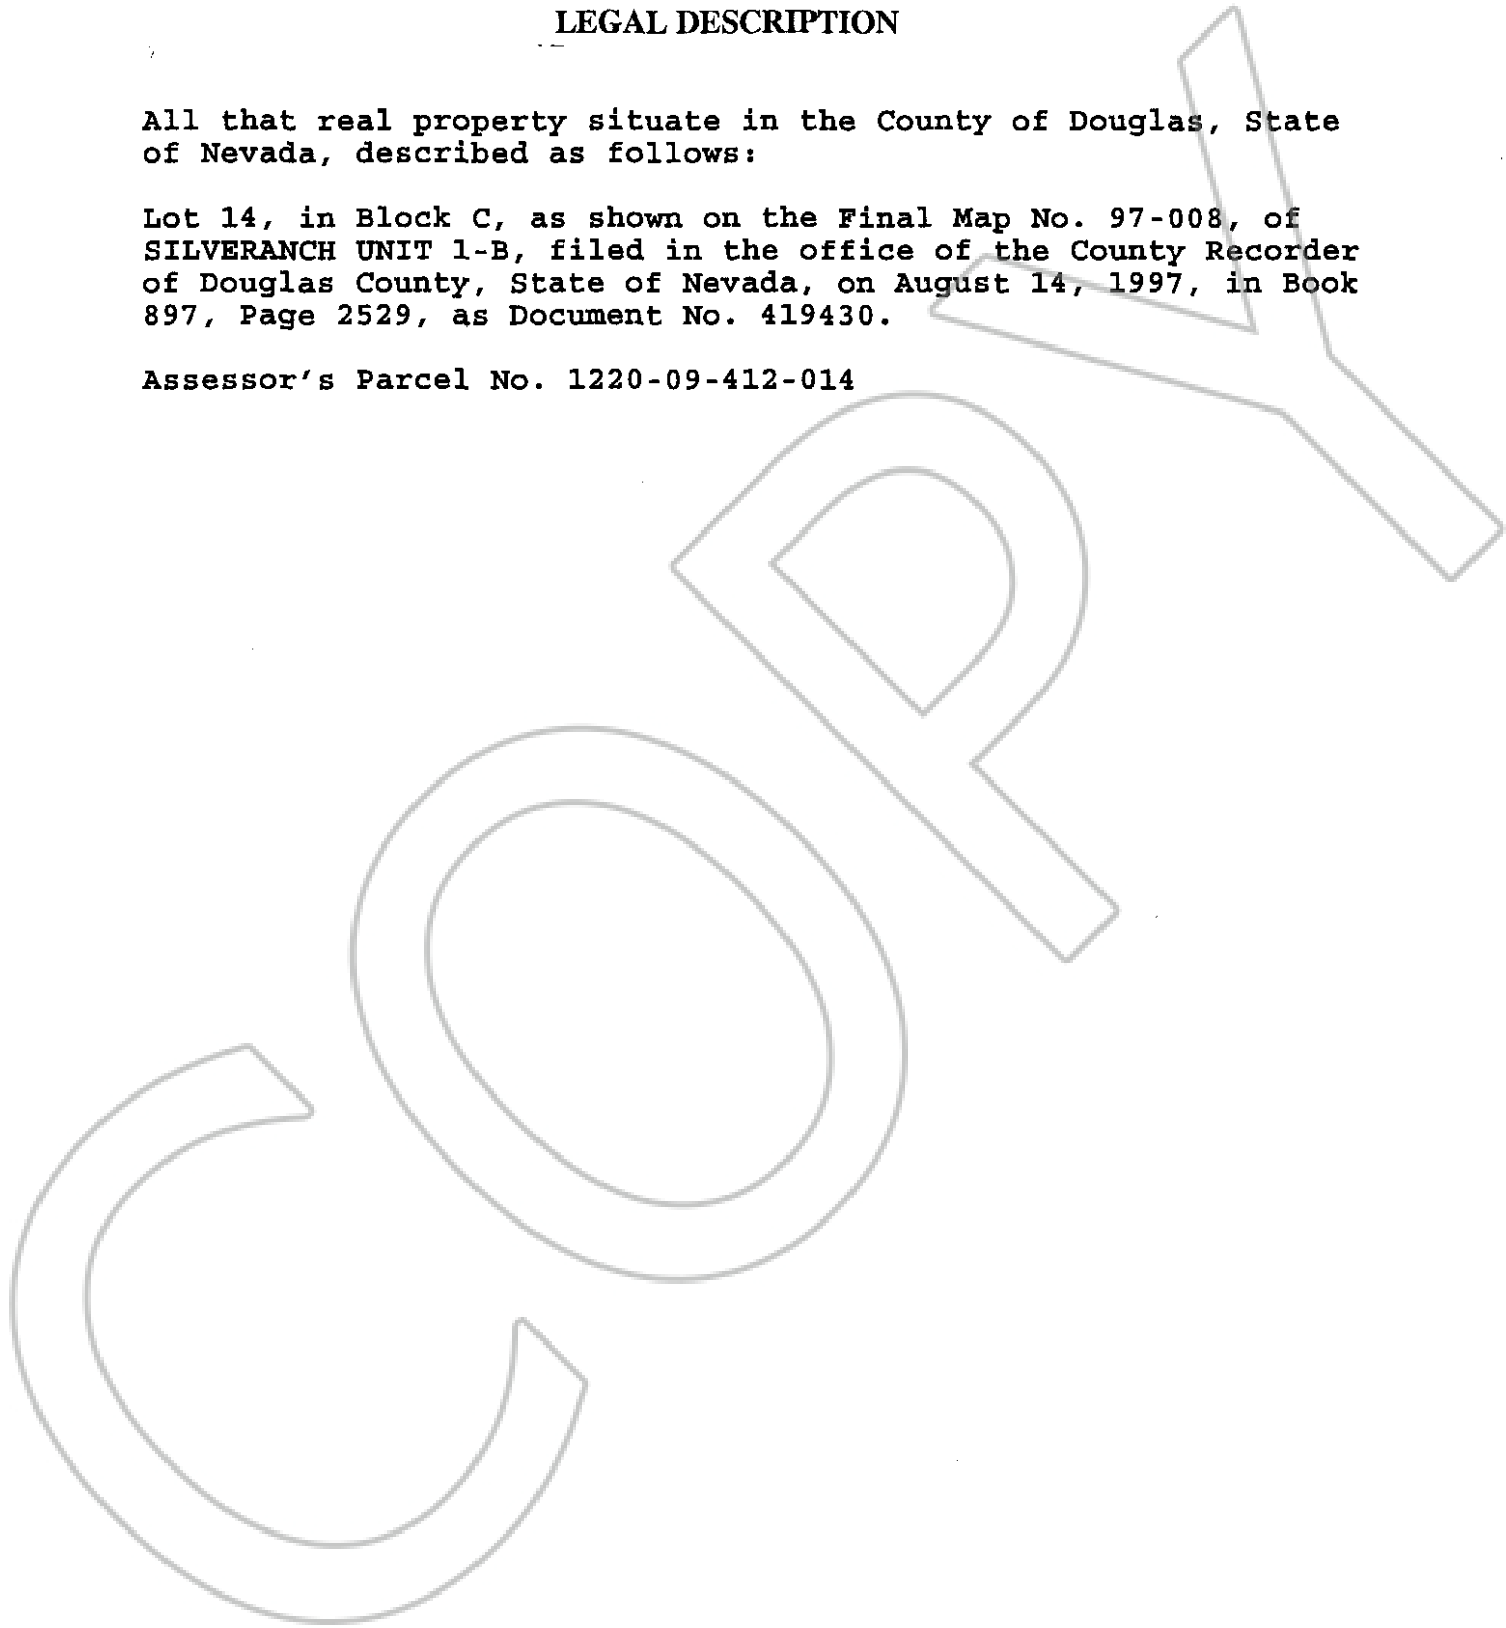 LEGAL DESCRIPTION
All that real property situate in the County of Douglas, State
of Nevada, described as follows:
Lot 14, in Block C, as shown on the Final Map No. 97-008, of
SILVERANCH UNIT 1-B, filed in the office of the County Recorder
of Douglas County, State of Nevada, on August 14, 1997, in Book
897, Page 2529, as Document No. 419430.
Assessor's Parcel No. 1220-09-412-014
COPY